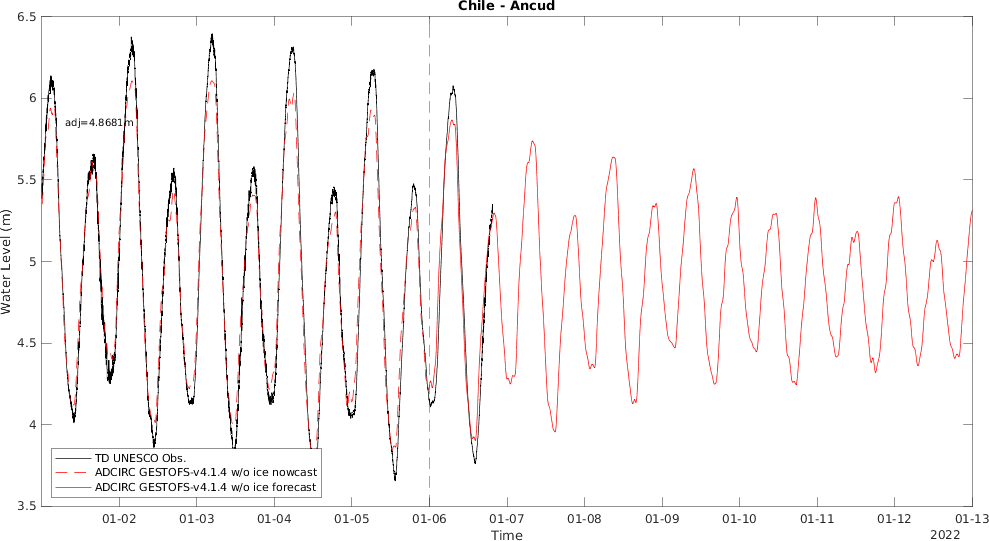 Chile - Ancud
Water Level (m)
6.5
6
5.5
5
4.5
4
3.5
adj=4.8681m
TD UNESCO Obs.
ADCIRC GESTOFS-v4.1.4 w/o ice nowcast
ADCIRC GESTOFS-v4.1.4 w/o ice forecast
01-02 01-03 01-04 01-05 01-06 01-07 01-08 01-09 01-10 01-11 01-12 01-13
Time
2022